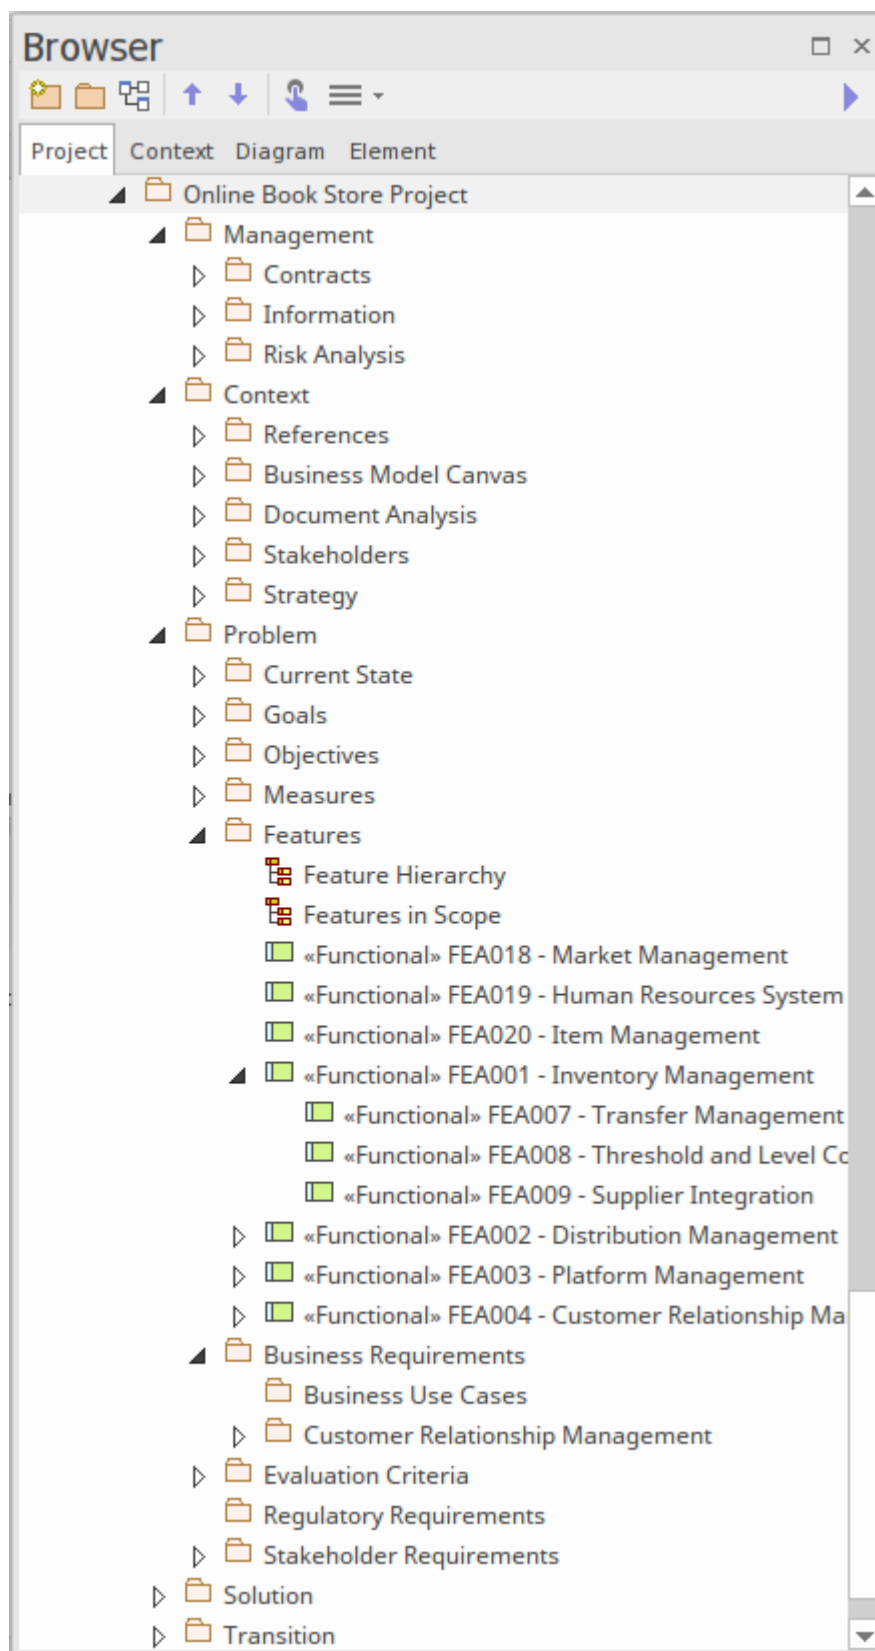 Browser
Project Context Diagram Element
Online Book Store Project
Management
Contracts
Information
Risk Analysis
Context
References
Business Model Canvas
Document Analysis
Stakeholders
Strategy
Problem
Current State
Goals
Objectives
Measures
Features
Feature Hierarchy
Features in Scope
«Functional» FEA018 - Market Management
«Functional» FEA019 - Human Resources System
«Functional» FEA020 - Item Management
«Functional» FEA001 - Inventory Management
«Functional» FEA007 - Transfer Management
«Functional» FEA008 - Threshold and Level Co
«Functional» FEA009 - Supplier Integration
«Functional» FEA002 - Distribution Management
«Functional» FEA003 - Platform Management
«Functional» FEA004 - Customer Relationship Ma
Business Requirements
Business Use Cases
Customer Relationship Management
Evaluation Criteria
Regulatory Requirements
Stakeholder Requirements
Solution
Transition